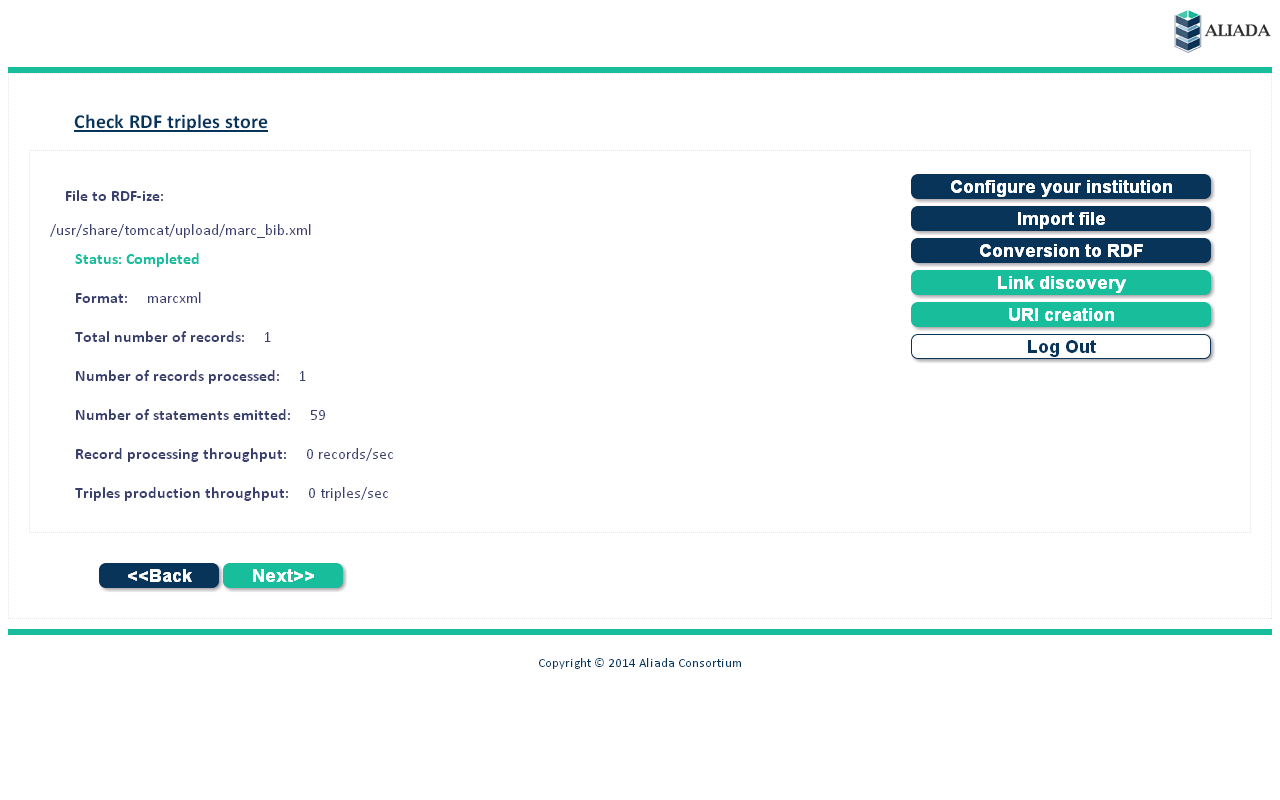 ALIADA
Check RDF triples store
File to RDF-ize:
/usr/share/tomcat/upload/marc_bib.xml
Status: Completed
Format: marcxml
Total number of records: 1
Number of records processed: 1
Number of statements emitted: 59
Record processing throughput: 0 records/sec
Triples production throughput: 0 triples/sec
Configure your institution
Import file
Conversion to RDF
Link discovery
URI creation
Log Out
<<Back Next>>
Copyright © 2014 Aliada Consortium